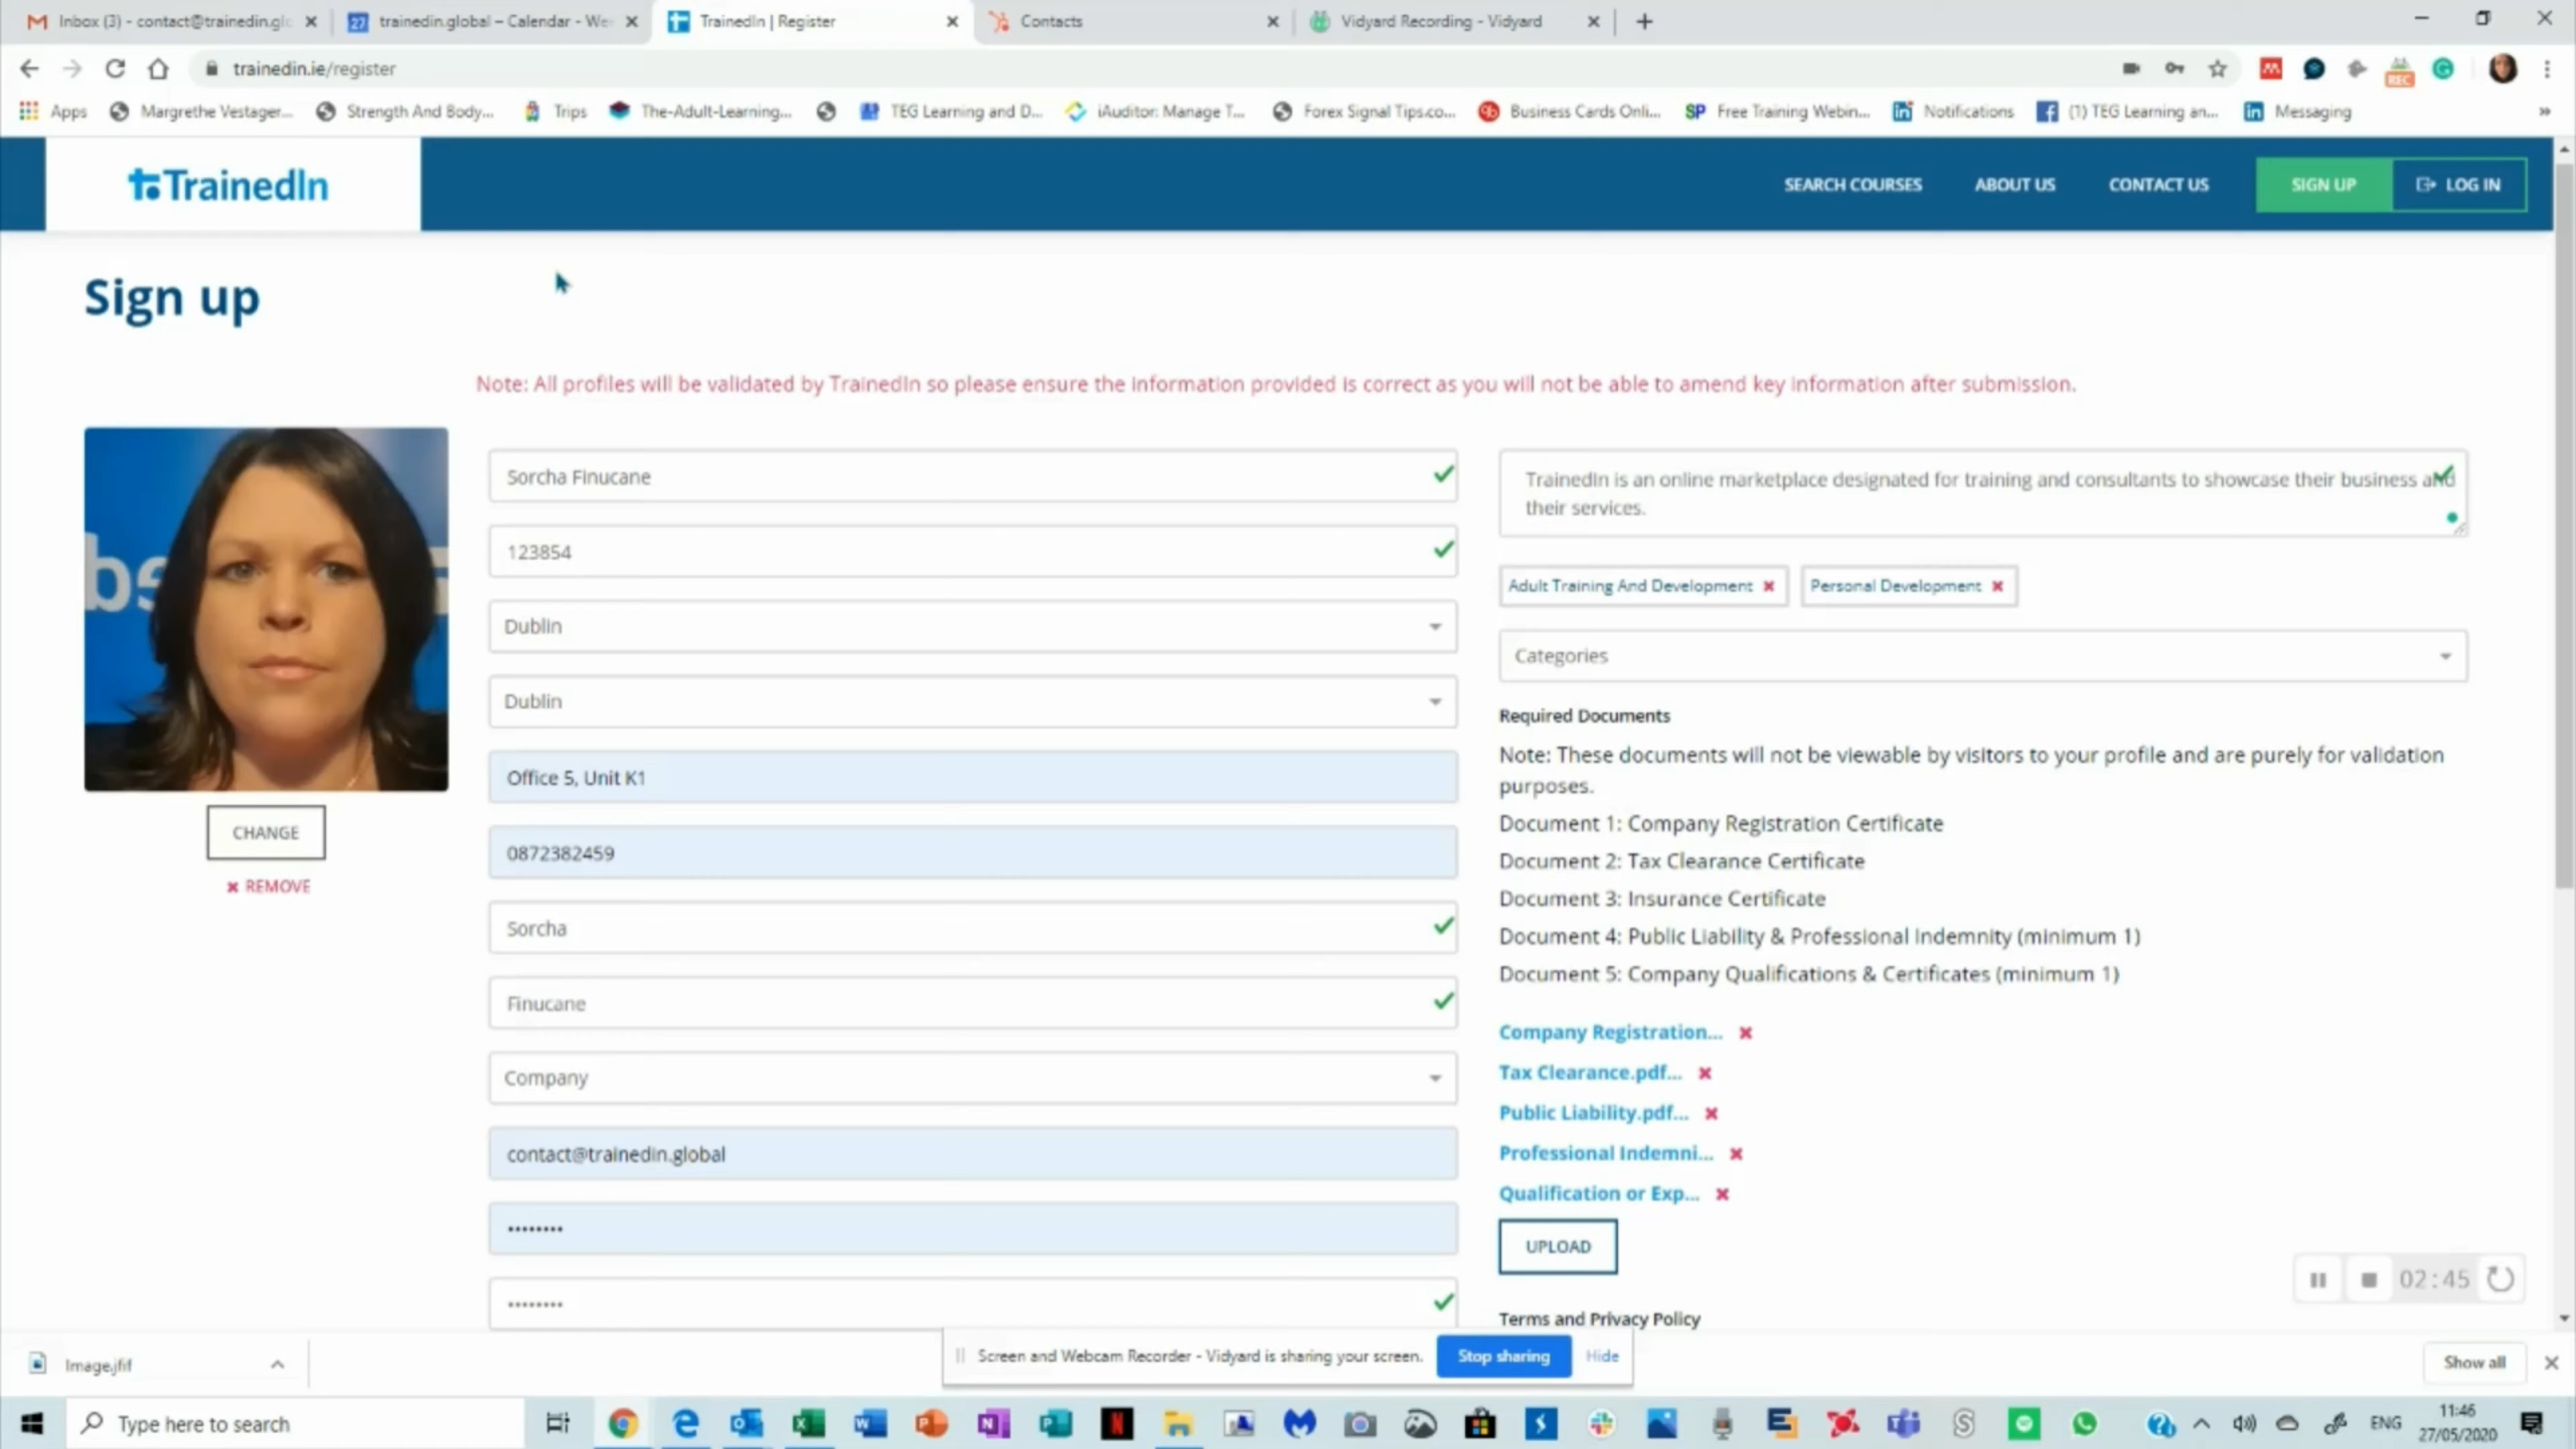 Inbox (3) - contact@trainedin.glo
trainedin.global – Calendar - We
TrainedIn | Register
Contacts
Vidyard Recording - Vidyard
trainedin.ie/register
REC
Apps
Margrethe Vestager...
Strength And Body...
Trips
The-Adult-Learning...
TEG Learning and D...
iAuditor: Manage T...
Forex Signal Tips.co...
Business Cards Onli...
SP Free Training Webin...
Notifications
(1) TEG Learning an...
Messaging
TrainedIn
SEARCH COURSES
ABOUT US
CONTACT US
SIGN UP
LOG IN
Sign up
Note: All profiles will be validated by TrainedIn so please ensure the information provided is correct as you will not be able to amend key information after submission.
CHANGE
REMOVE
Sorcha Finucane
123854
Dublin
Dublin
Office 5, Unit K1
0872382459
Sorcha
Finucane
Company
contact@trainedin.global
••••••••
••••••••
TrainedIn is an online marketplace designated for training and consultants to showcase their business and
their services.
Adult Training And Development
Personal Development
Categories
Required Documents
Note: These documents will not be viewable by visitors to your profile and are purely for validation
purposes.
Document 1: Company Registration Certificate
Document 2: Tax Clearance Certificate
Document 3: Insurance Certificate
Document 4: Public Liability & Professional Indemnity (minimum 1)
Document 5: Company Qualifications & Certificates (minimum 1)
Company Registration...
Tax Clearance.pdf...
Public Liability.pdf...
Professional Indemni...
Qualification or Exp...
UPLOAD
02:45
Terms and Privacy Policy
Image.jfif
Screen and Webcam Recorder - Vidyard is sharing your screen.
Stop sharing
Hide
Show all
Type here to search
ENG
11:46
27/05/2020